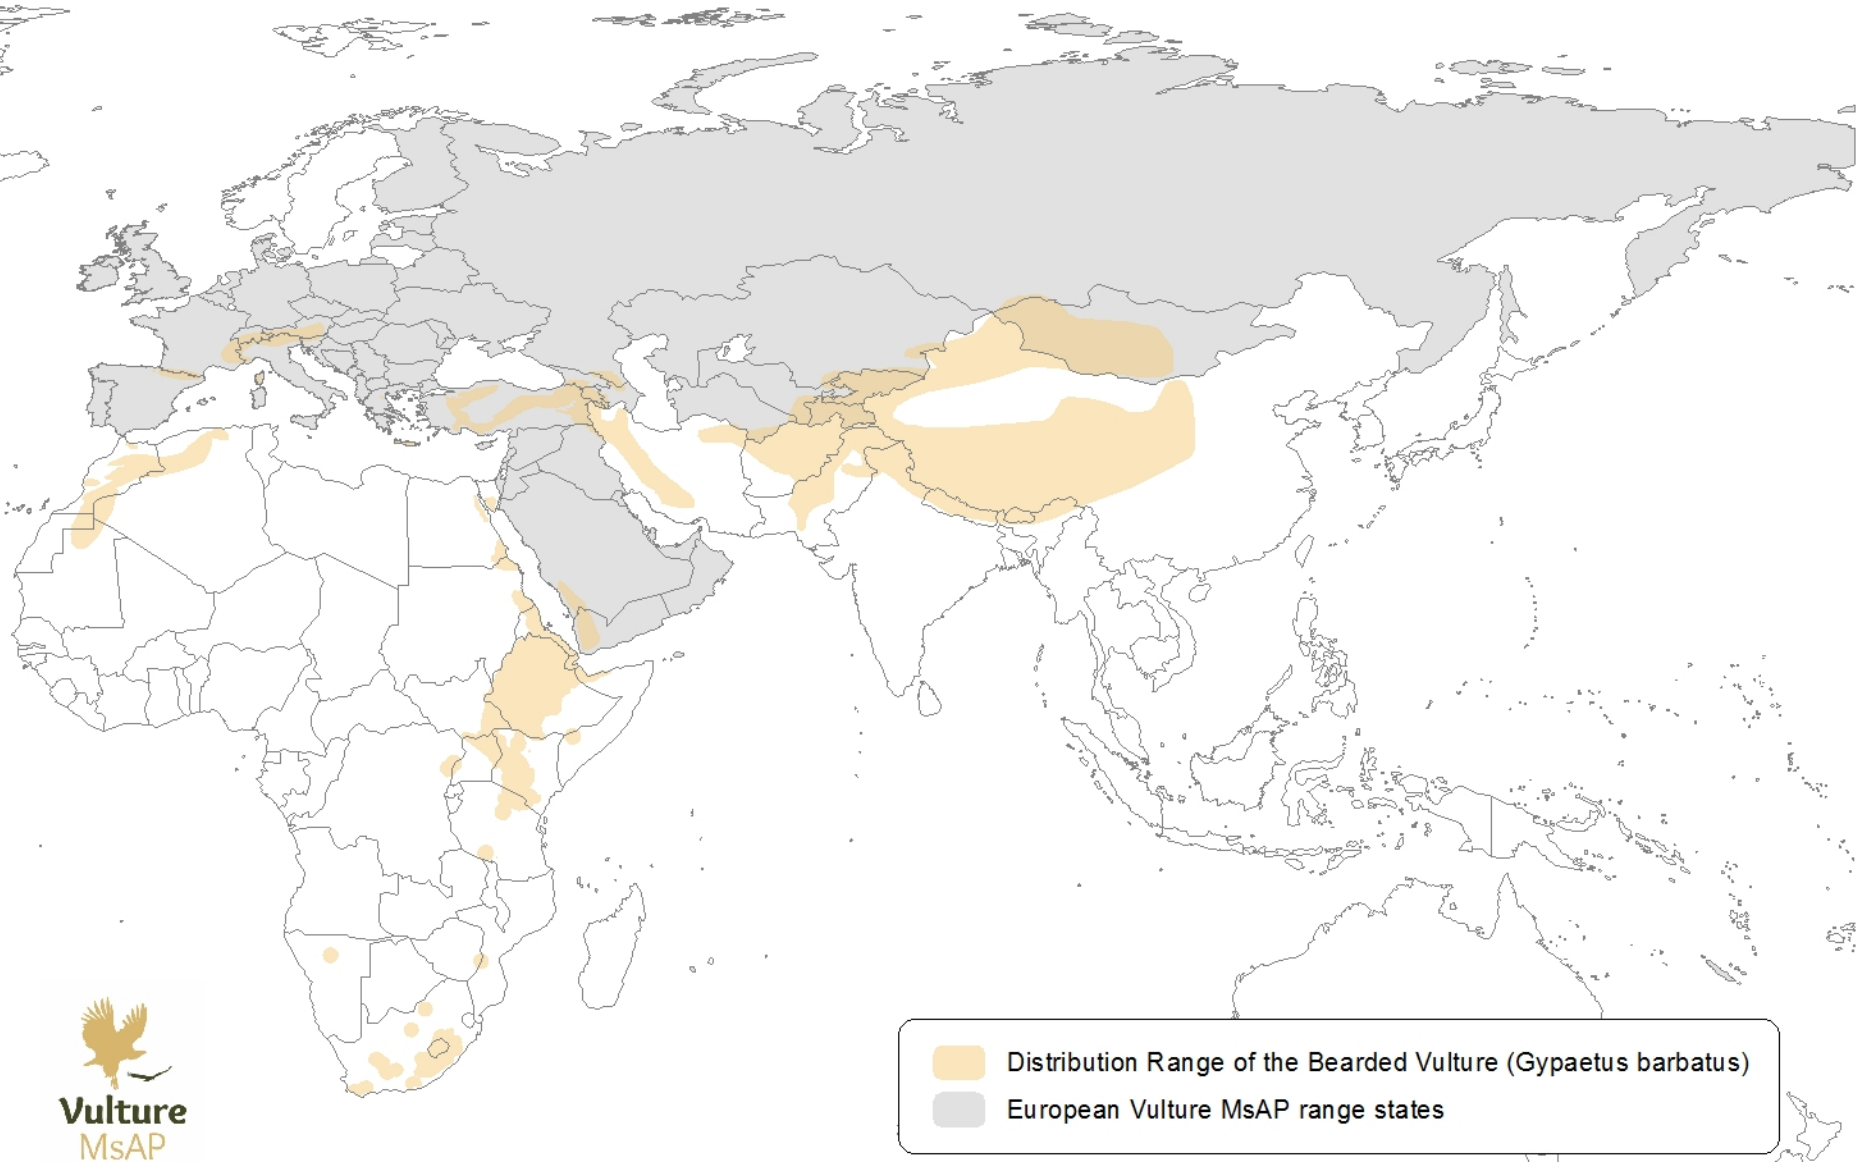 Distribution Range of the Bearded Vulture (Gypaetus barbatus)
European Vulture MsAP range states
Vulture
MsAP